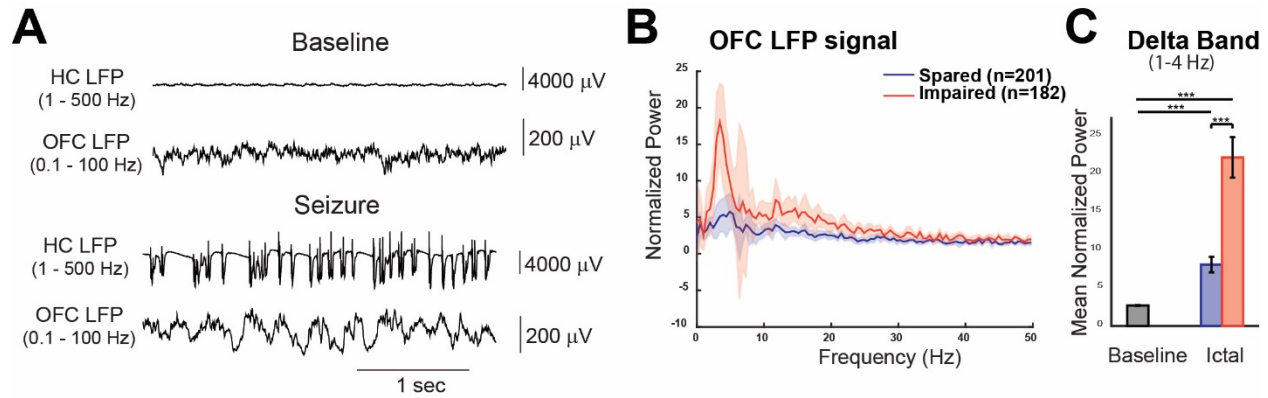 A
Baseline
HC LFP
(1 - 500 Hz)
4000 µV
OFC LFP
(0.1 - 100 Hz)
200 µV
Seizure
HC LFP
(1 - 500 Hz)
4000 µV
OFC LFP
(0.1 - 100 Hz)
200 µV
1 sec
B
OFC LFP signal
Spared (n=201)
Impaired (n=182)
Normalized Power
25
20
15
10
5
0
-5
-10
0
10
20
30
40
50
Frequency (Hz)
C
Delta Band
(1-4 Hz)
***
***
***
Mean Normalized Power
25
20
15
10
5
0
Baseline
Ictal